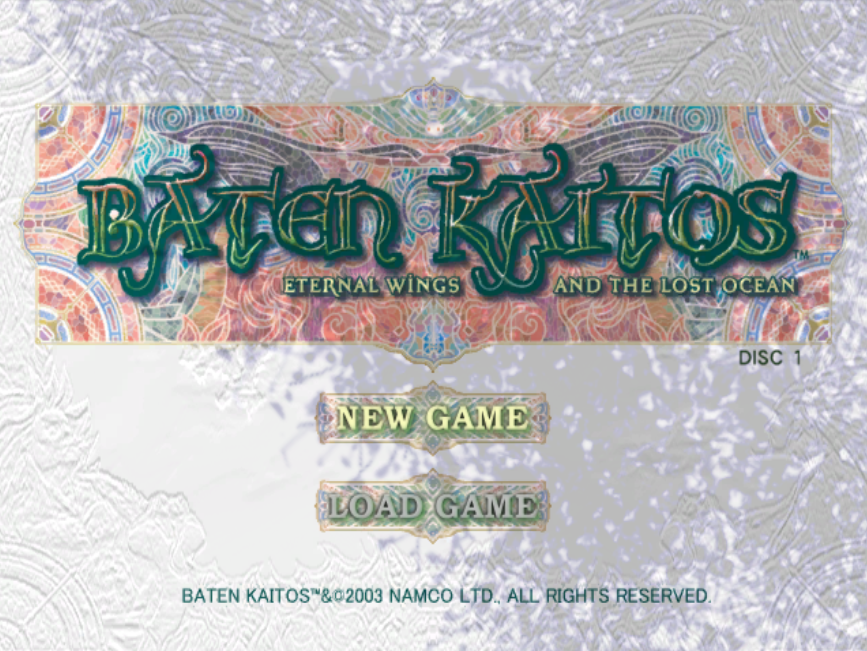 BATEN KAITOS™
ETERNAL WINGS AND THE LOST OCEAN
DISC 1
NEW GAME
LOAD GAME
BATEN KAITOS™&©2003 NAMCO LTD., ALL RIGHTS RESERVED.